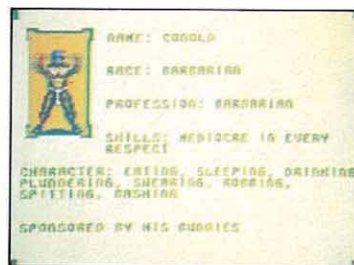 NAME: CONOLD
RACE: BARBARIAN
PROFESSION: BARBARIAN
SKILLS: MEDIOCRE IN EVERY
RESPECT
CHARACTER: EATING, SLEEPING, DRINKING
PLUNDERING, SWEARING, ROBBING,
SPITTING, BASHING
SPONSORED BY HIS BUDDIES